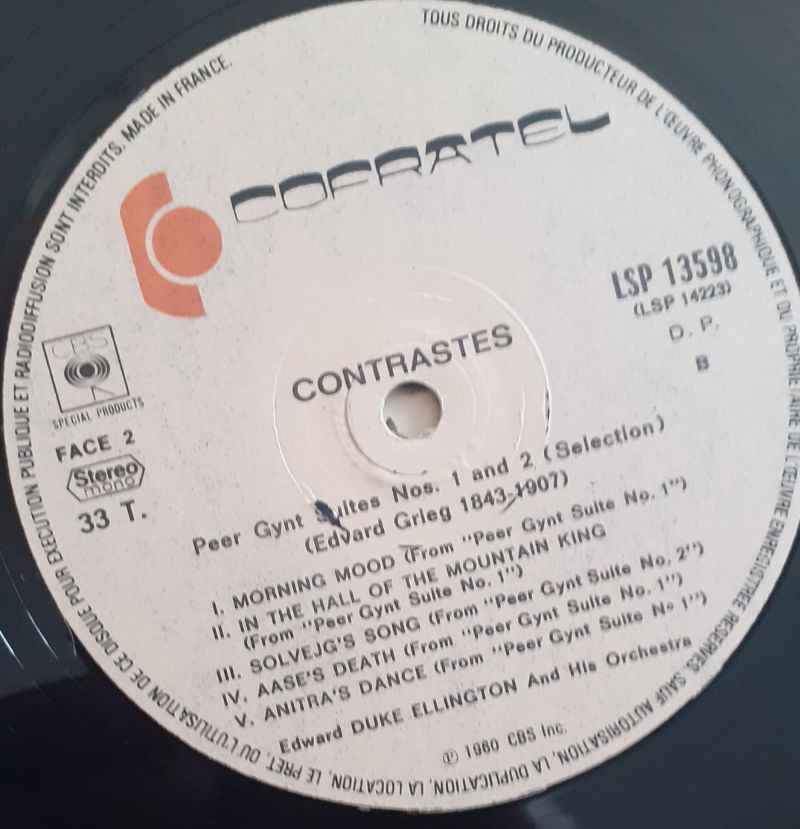 TOUS DROITS DU PRODUCTEUR DE L'ŒUVRE PHONOGRAPHIQUE ET DU PROPRIÉTAIRE DE L'ŒUVRE ENREGISTRÉE RÉSERVÉS. SAUF AUTORISATION, LA DUPLICATION, LA LOCATION, LE PRET, OU L'UTILISATION DE CE DISQUE POUR EXÉCUTION PUBLIQUE ET RADIODIFFUSION SONT INTERDITS. MADE IN FRANCE.
COFRATEL
LSP 13598
(LSP 14223)
D. P.
B
CBS
SPECIAL PRODUCTS
FACE 2
Stereo
mono
33 T.
CONTRASTES
Peer Gynt Suites Nos. 1 and 2 (Selection)
(Edvard Grieg 1843-1907)
I. MORNING MOOD (From "Peer Gynt Suite No. 1")
II. IN THE HALL OF THE MOUNTAIN KING
(From "Peer Gynt Suite No. 1")
III. SOLVEJG'S SONG (From "Peer Gynt Suite No. 2")
IV. AASE'S DEATH (From "Peer Gynt Suite No. 1")
V. ANITRA'S DANCE (From "Peer Gynt Suite Nº 1")
Edward DUKE ELLINGTON And His Orchestra
℗ 1960 CBS Inc.